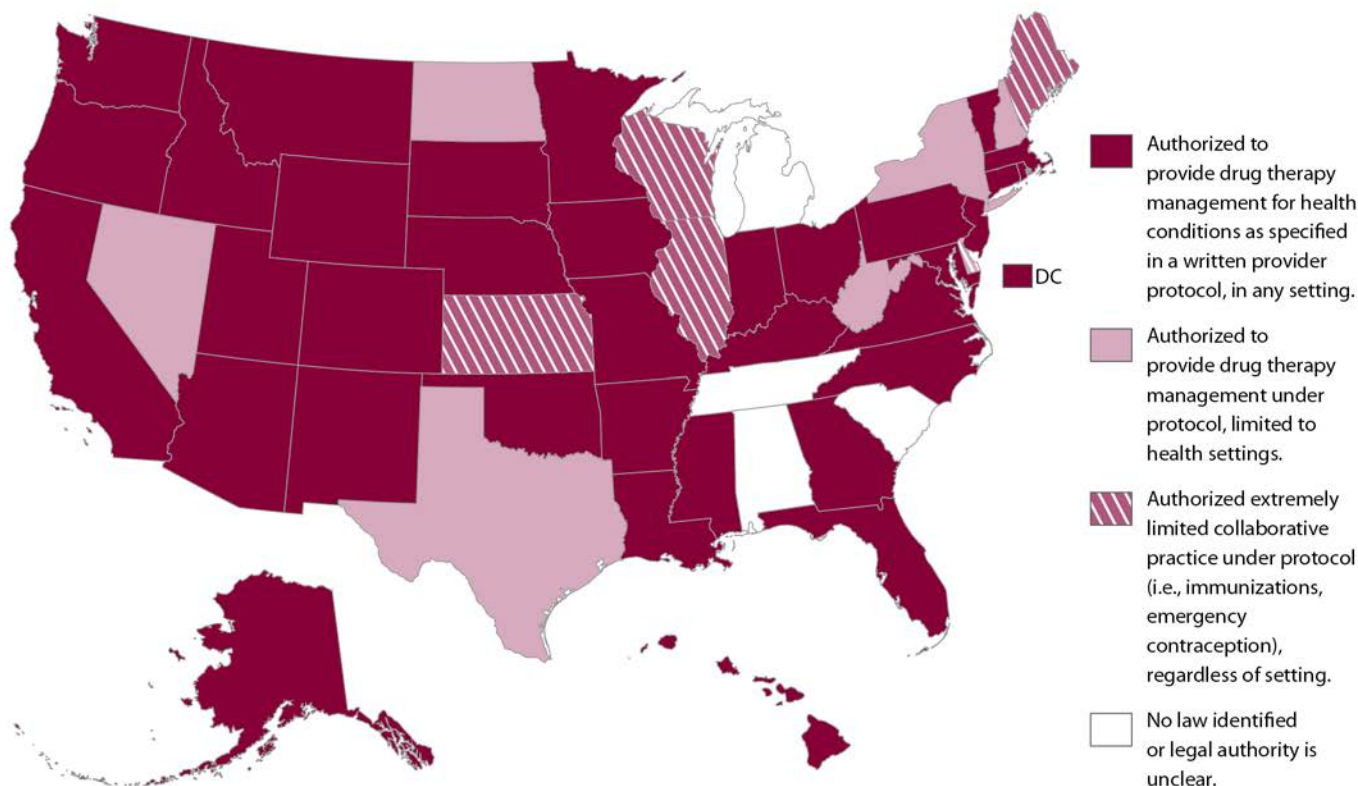 Authorized to
provide drug therapy
management for health
conditions as specified
in a written provider
protocol, in any setting.
DC
Authorized to
provide drug therapy
management under
protocol, limited to
health settings.
Authorized extremely
limited collaborative
practice under protocol
(i.e., immunizations,
emergency
contraception),
regardless of setting.
No law identified
or legal authority is
unclear.